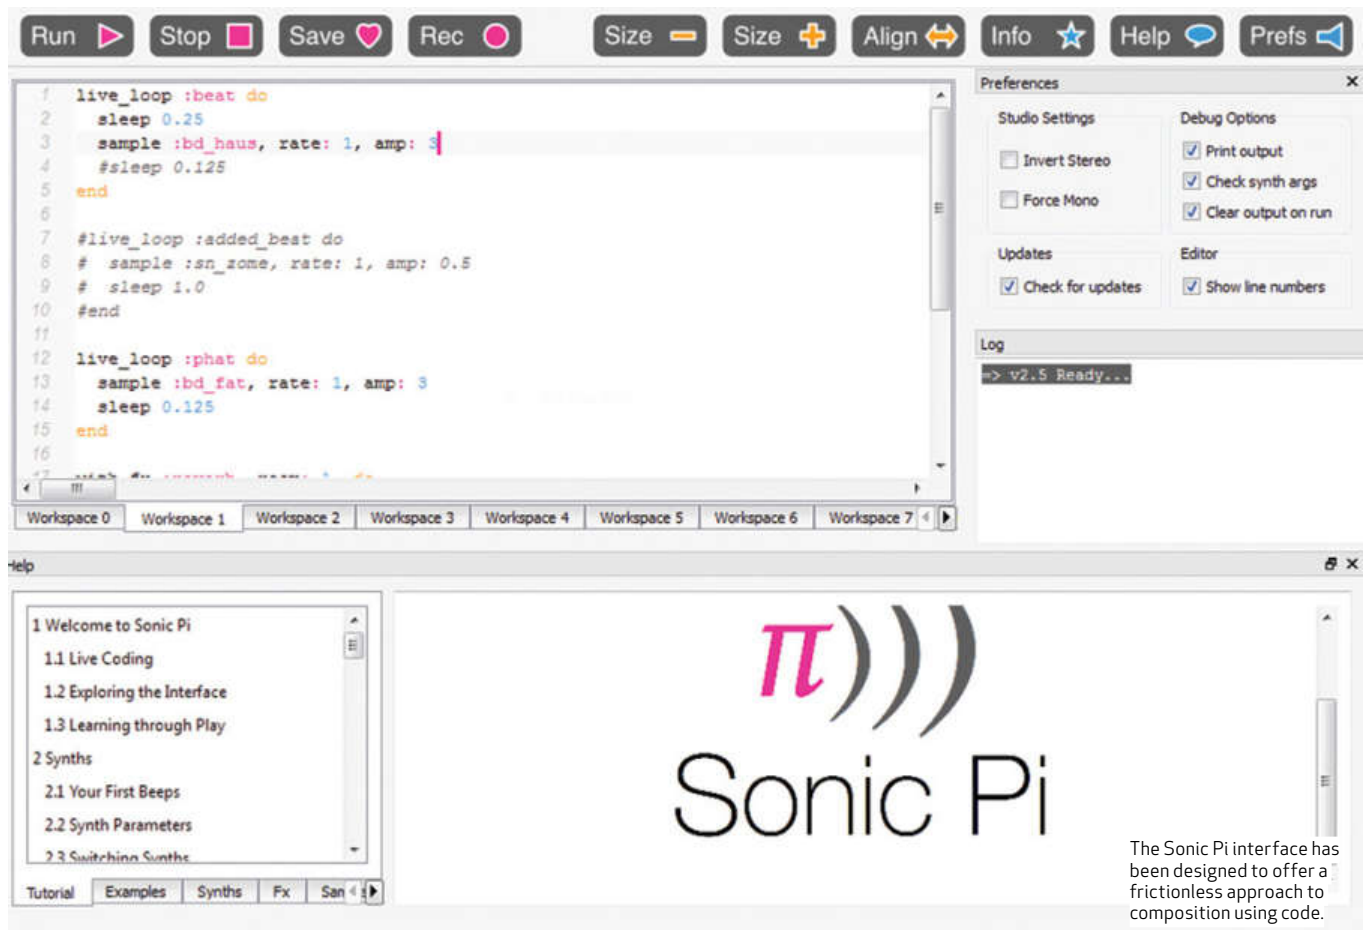 Run Stop Save Rec Size Size Align Info Help Prefs
1 live_loop :beat do
2 sleep 0.25
3 sample :bd_haus, rate: 1, amp: 3
4 #sleep 0.125
5 end
6
7 #live_loop :added_beat do
8 # sample :sn_zome, rate: 1, amp: 0.5
9 # sleep 1.0
10 #end
11
12 live_loop :phat do
13 sample :bd_fat, rate: 1, amp: 3
14 sleep 0.125
15 end
16
Workspace 0 Workspace 1 Workspace 2 Workspace 3 Workspace 4 Workspace 5 Workspace 6 Workspace 7
Preferences
Studio Settings
Invert Stereo
Force Mono
Debug Options
Print output
Check synth args
Clear output on run
Updates
Check for updates
Editor
Show line numbers
Log
=> v2.5 Ready...
Help
1 Welcome to Sonic Pi
1.1 Live Coding
1.2 Exploring the Interface
1.3 Learning through Play
2 Synths
2.1 Your First Beeps
2.2 Synth Parameters
2.3 Switching Synths
Tutorial Examples Synths Fx San
π)))
Sonic Pi
The Sonic Pi interface has
been designed to offer a
frictionless approach to
composition using code.